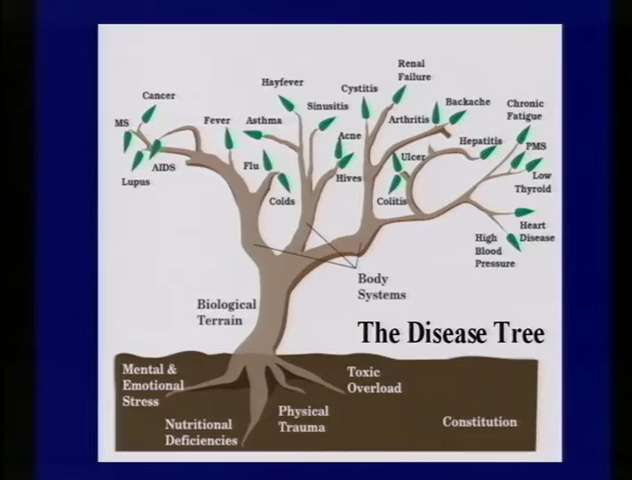 Renal
Failure
Hayfever
Cystitis
Cancer
Sinusitis
Backache
Chronic
Fatigue
MS
Fever
Asthma
Arthritis
Acne
Hepatitis
PMS
AIDS
Flu
Ulcer
Lupus
Hives
Low
Thyroid
Colds
Colitis
Heart
Disease
High
Blood
Pressure
Body
Systems
Biological
Terrain
The Disease Tree
Mental &
Emotional
Stress
Toxic
Overload
Physical
Trauma
Nutritional
Deficiencies
Constitution